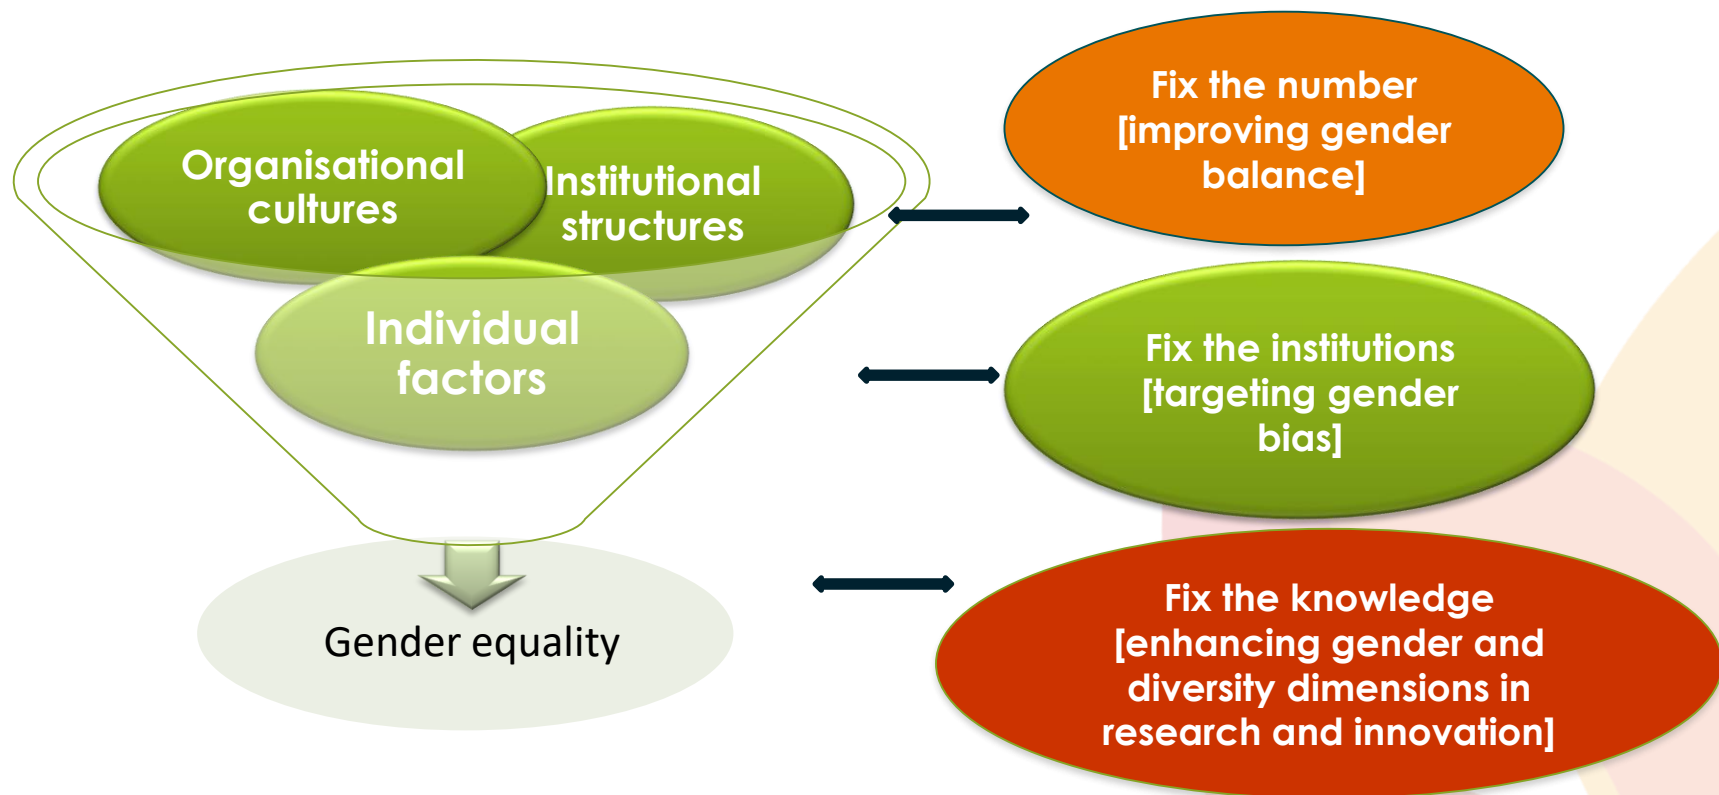 Organisational
cultures
Institutional
structures
Individual
factors
Gender equality
Fix the number
[improving gender
balance]
Fix the institutions
[targeting gender
bias]
Fix the knowledge
[enhancing gender and
diversity dimensions in
research and innovation]